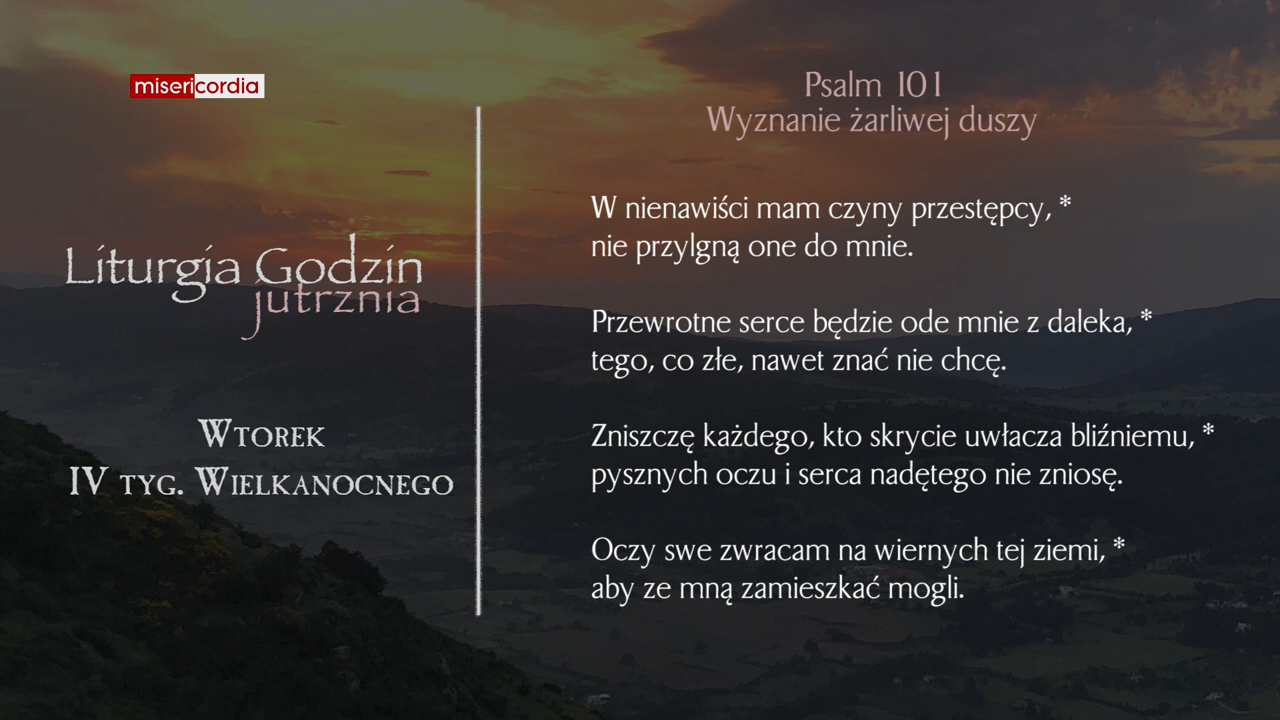 misericordia
Liturgia Godzin
jutrznia
Wtorek
IV tyg. Wielkanocnego
Psalm 101
Wyznanie żarliwej duszy
W nienawiści mam czyny przestępcy, *
nie przylgną one do mnie.
Przewrotne serce będzie ode mnie z daleka, *
tego, co złe, nawet znać nie chcę.
Zniszczę każdego, kto skrycie uwłacza bliźniemu, *
pysznych oczu i serca nadętego nie zniosę.
Oczy swe zwracam na wiernych tej ziemi, *
aby ze mną zamieszkać mogli.